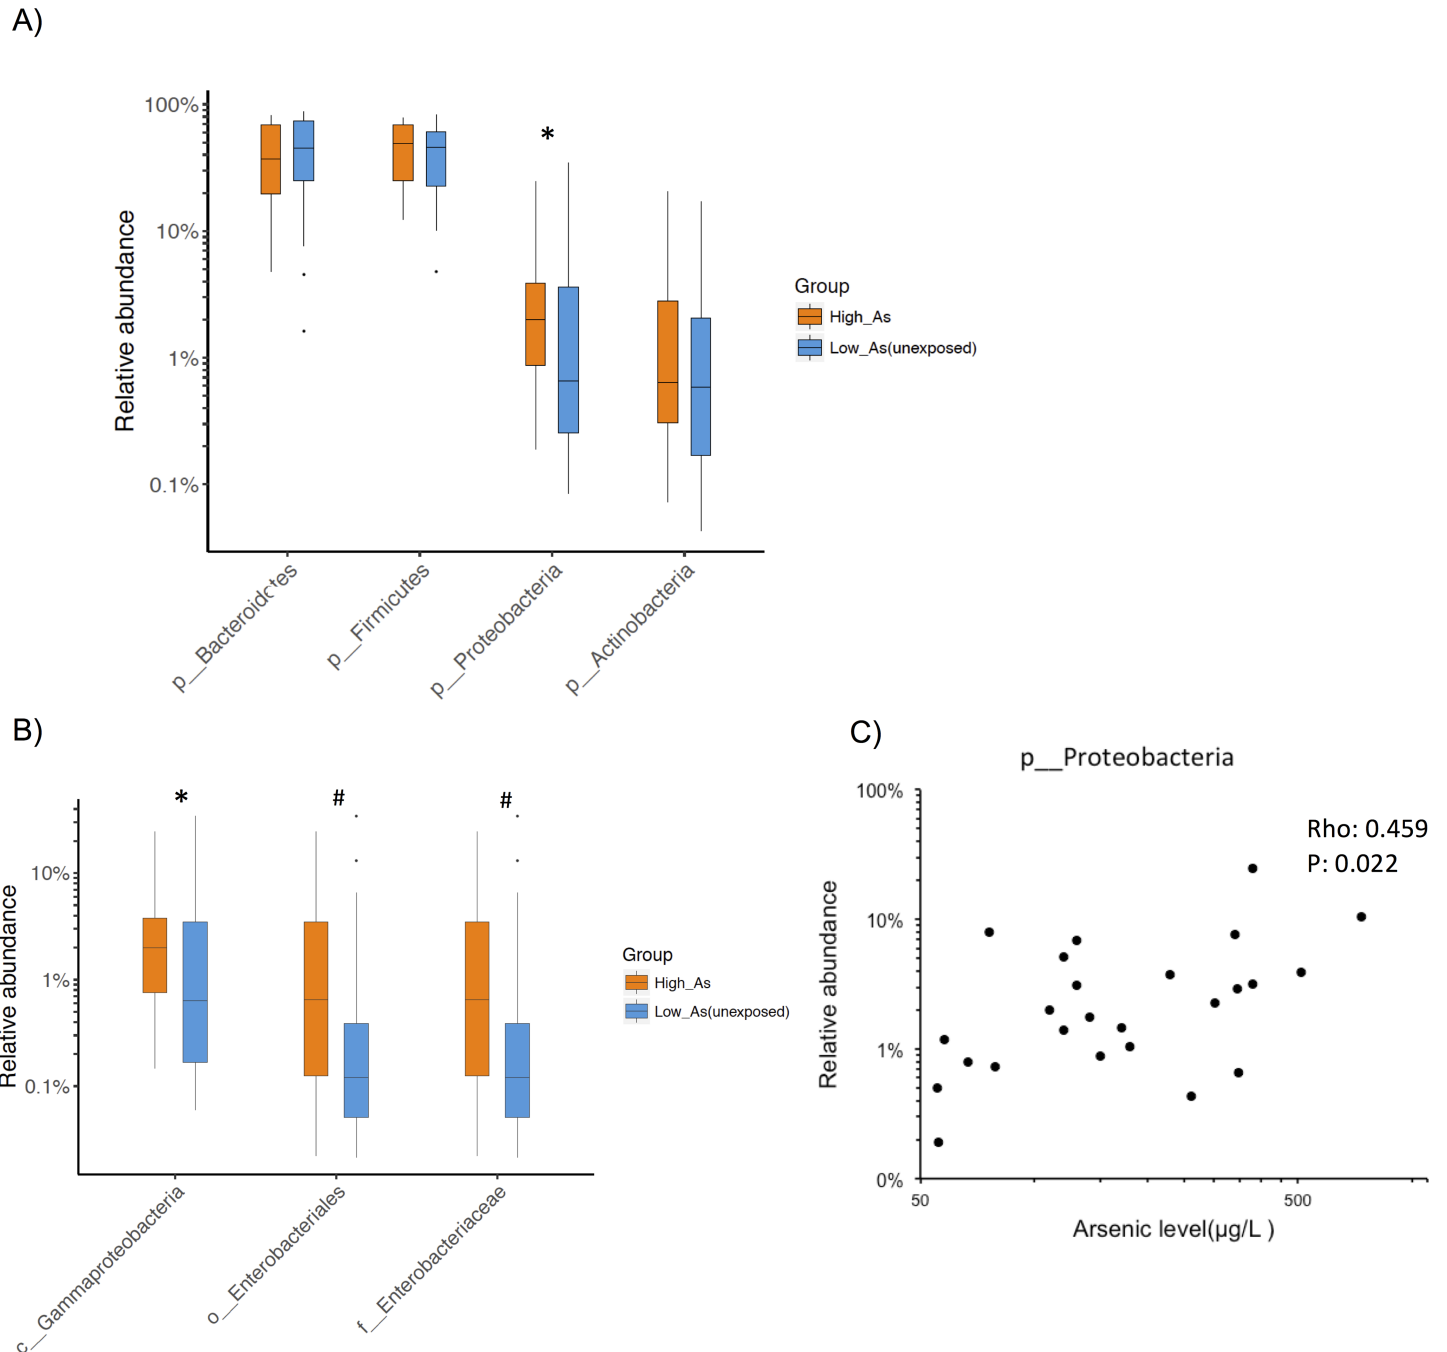 A)
100%
10%
1%
0.1%
Relative abundance
*
Group
High_As
Low_As(unexposed)
p__Firmicutes
p__Proteobacteria
p__Actinobacteria
B)
10%
1%
0.1%
Relative abundance
*
#
#
Group
High_As
Low_As(unexposed)
c__Gammaproteobacteria
o__Enterobacteriales
f__Enterobacteriaceae
C)
p__Proteobacteria
Rho: 0.459
P: 0.022
100%
10%
1%
0%
Relative abundance
50
500
Arsenic level(µg/L )